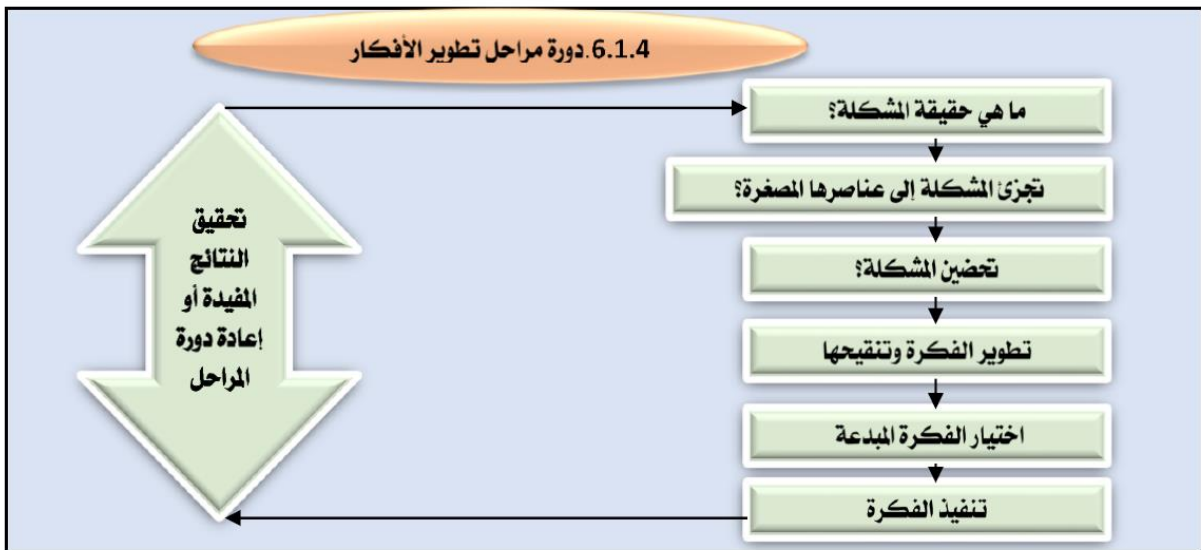 6.1.4.دورة مراحل تطوير الأفكار
ما هي حقيقة المشكلة؟
تجزئ المشكلة إلى عناصرها المصغرة؟
تحضين المشكلة؟
تطوير الفكرة وتنقيحها
اختيار الفكرة المبدعة
تنفيذ الفكرة
تحقيق
النتائج
المفيدة أو
إعادة دورة
المراحل